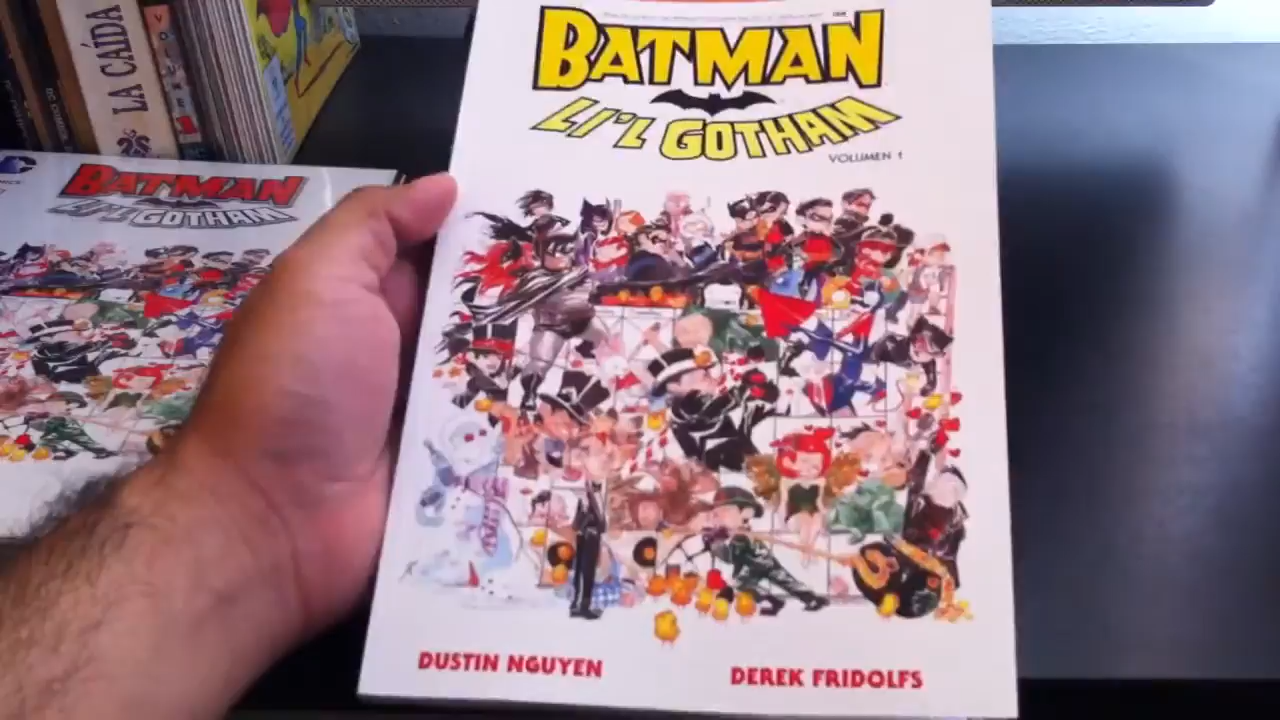 BATMAN
LI'L GOTHAM
VOLUMEN 1
DUSTIN NGUYEN
DEREK FRIDOLFS
BATMAN
LI'L GOTHAM
LA CAÍDA